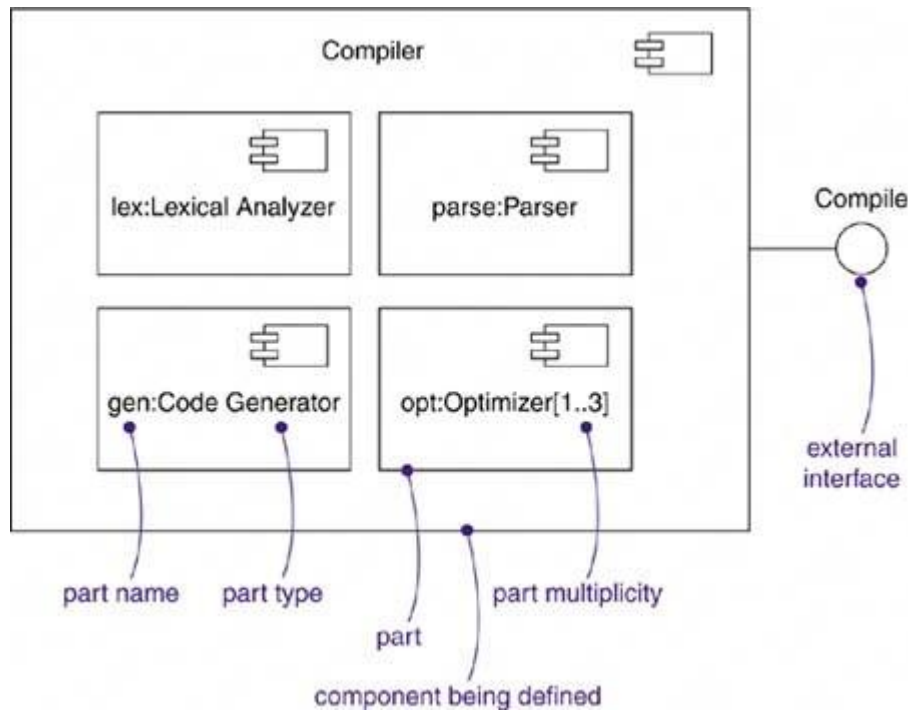 Compiler
lex:Lexical Analyzer
parse:Parser
Compile
gen:Code Generator
opt:Optimizer[1..3]
external
interface
part name
part type
part multiplicity
part
component being defined